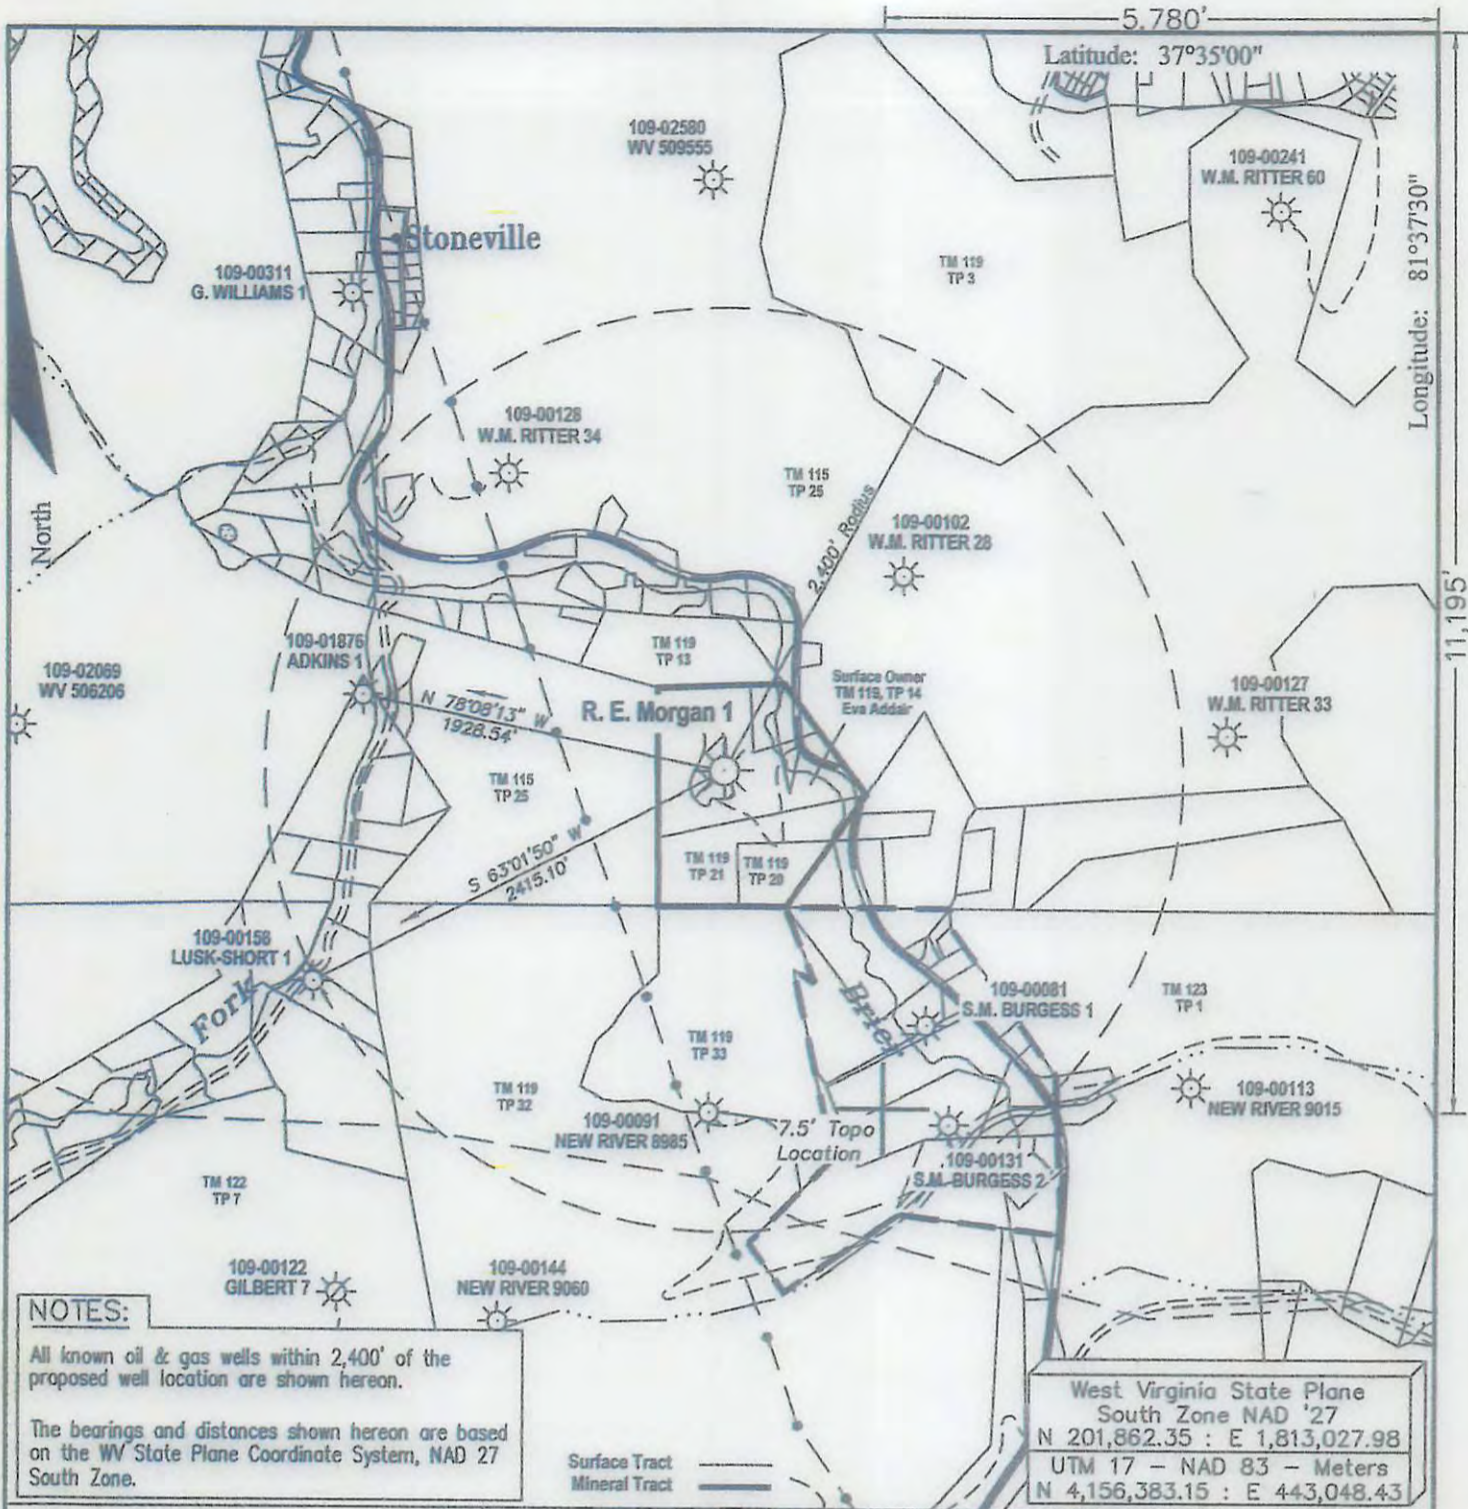 5.780'
Latitude: 37°35'00"
109-02580
WV 509555
109-00241
W.M. RITTER 60
Stoneville
109-00311
G. WILLIAMS 1
TM 119
TP 3
Longitude: 81°37'30"
109-00128
W.M. RITTER 34
TM 115
TP 25
2,400' Radius
109-00102
W.M. RITTER 28
North
11,195'
109-01876
ADKINS 1
TM 119
TP 13
109-02069
WV 506206
N 78°08'13" W
1928.54'
R. E. Morgan 1
Surface Owner
TM 119, TP 14
Eva Addair
109-00127
W.M. RITTER 33
TM 115
TP 25
S 63°01'50" W
2415.10'
TM 119
TP 21
TM 119
TP 20
109-00158
LUSK-SHORT 1
Fork
Brier
109-00081
S.M. BURGESS 1
TM 123
TP 1
TM 119
TP 33
TM 119
TP 32
109-00091
NEW RIVER 8985
7.5' Topo
Location
109-00113
NEW RIVER 9015
109-00131
S.M. BURGESS 2
TM 122
TP 7
109-00122
GILBERT 7
109-00144
NEW RIVER 9060
NOTES:
All known oil & gas wells within 2,400' of the
proposed well location are shown hereon.
The bearings and distances shown hereon are based
on the WV State Plane Coordinate System, NAD 27
South Zone.
Surface Tract
Mineral Tract
West Virginia State Plane
South Zone NAD '27
N 201,862.35 : E 1,813,027.98
UTM 17 - NAD 83 - Meters
N 4,156,383.15 : E 443,048.43